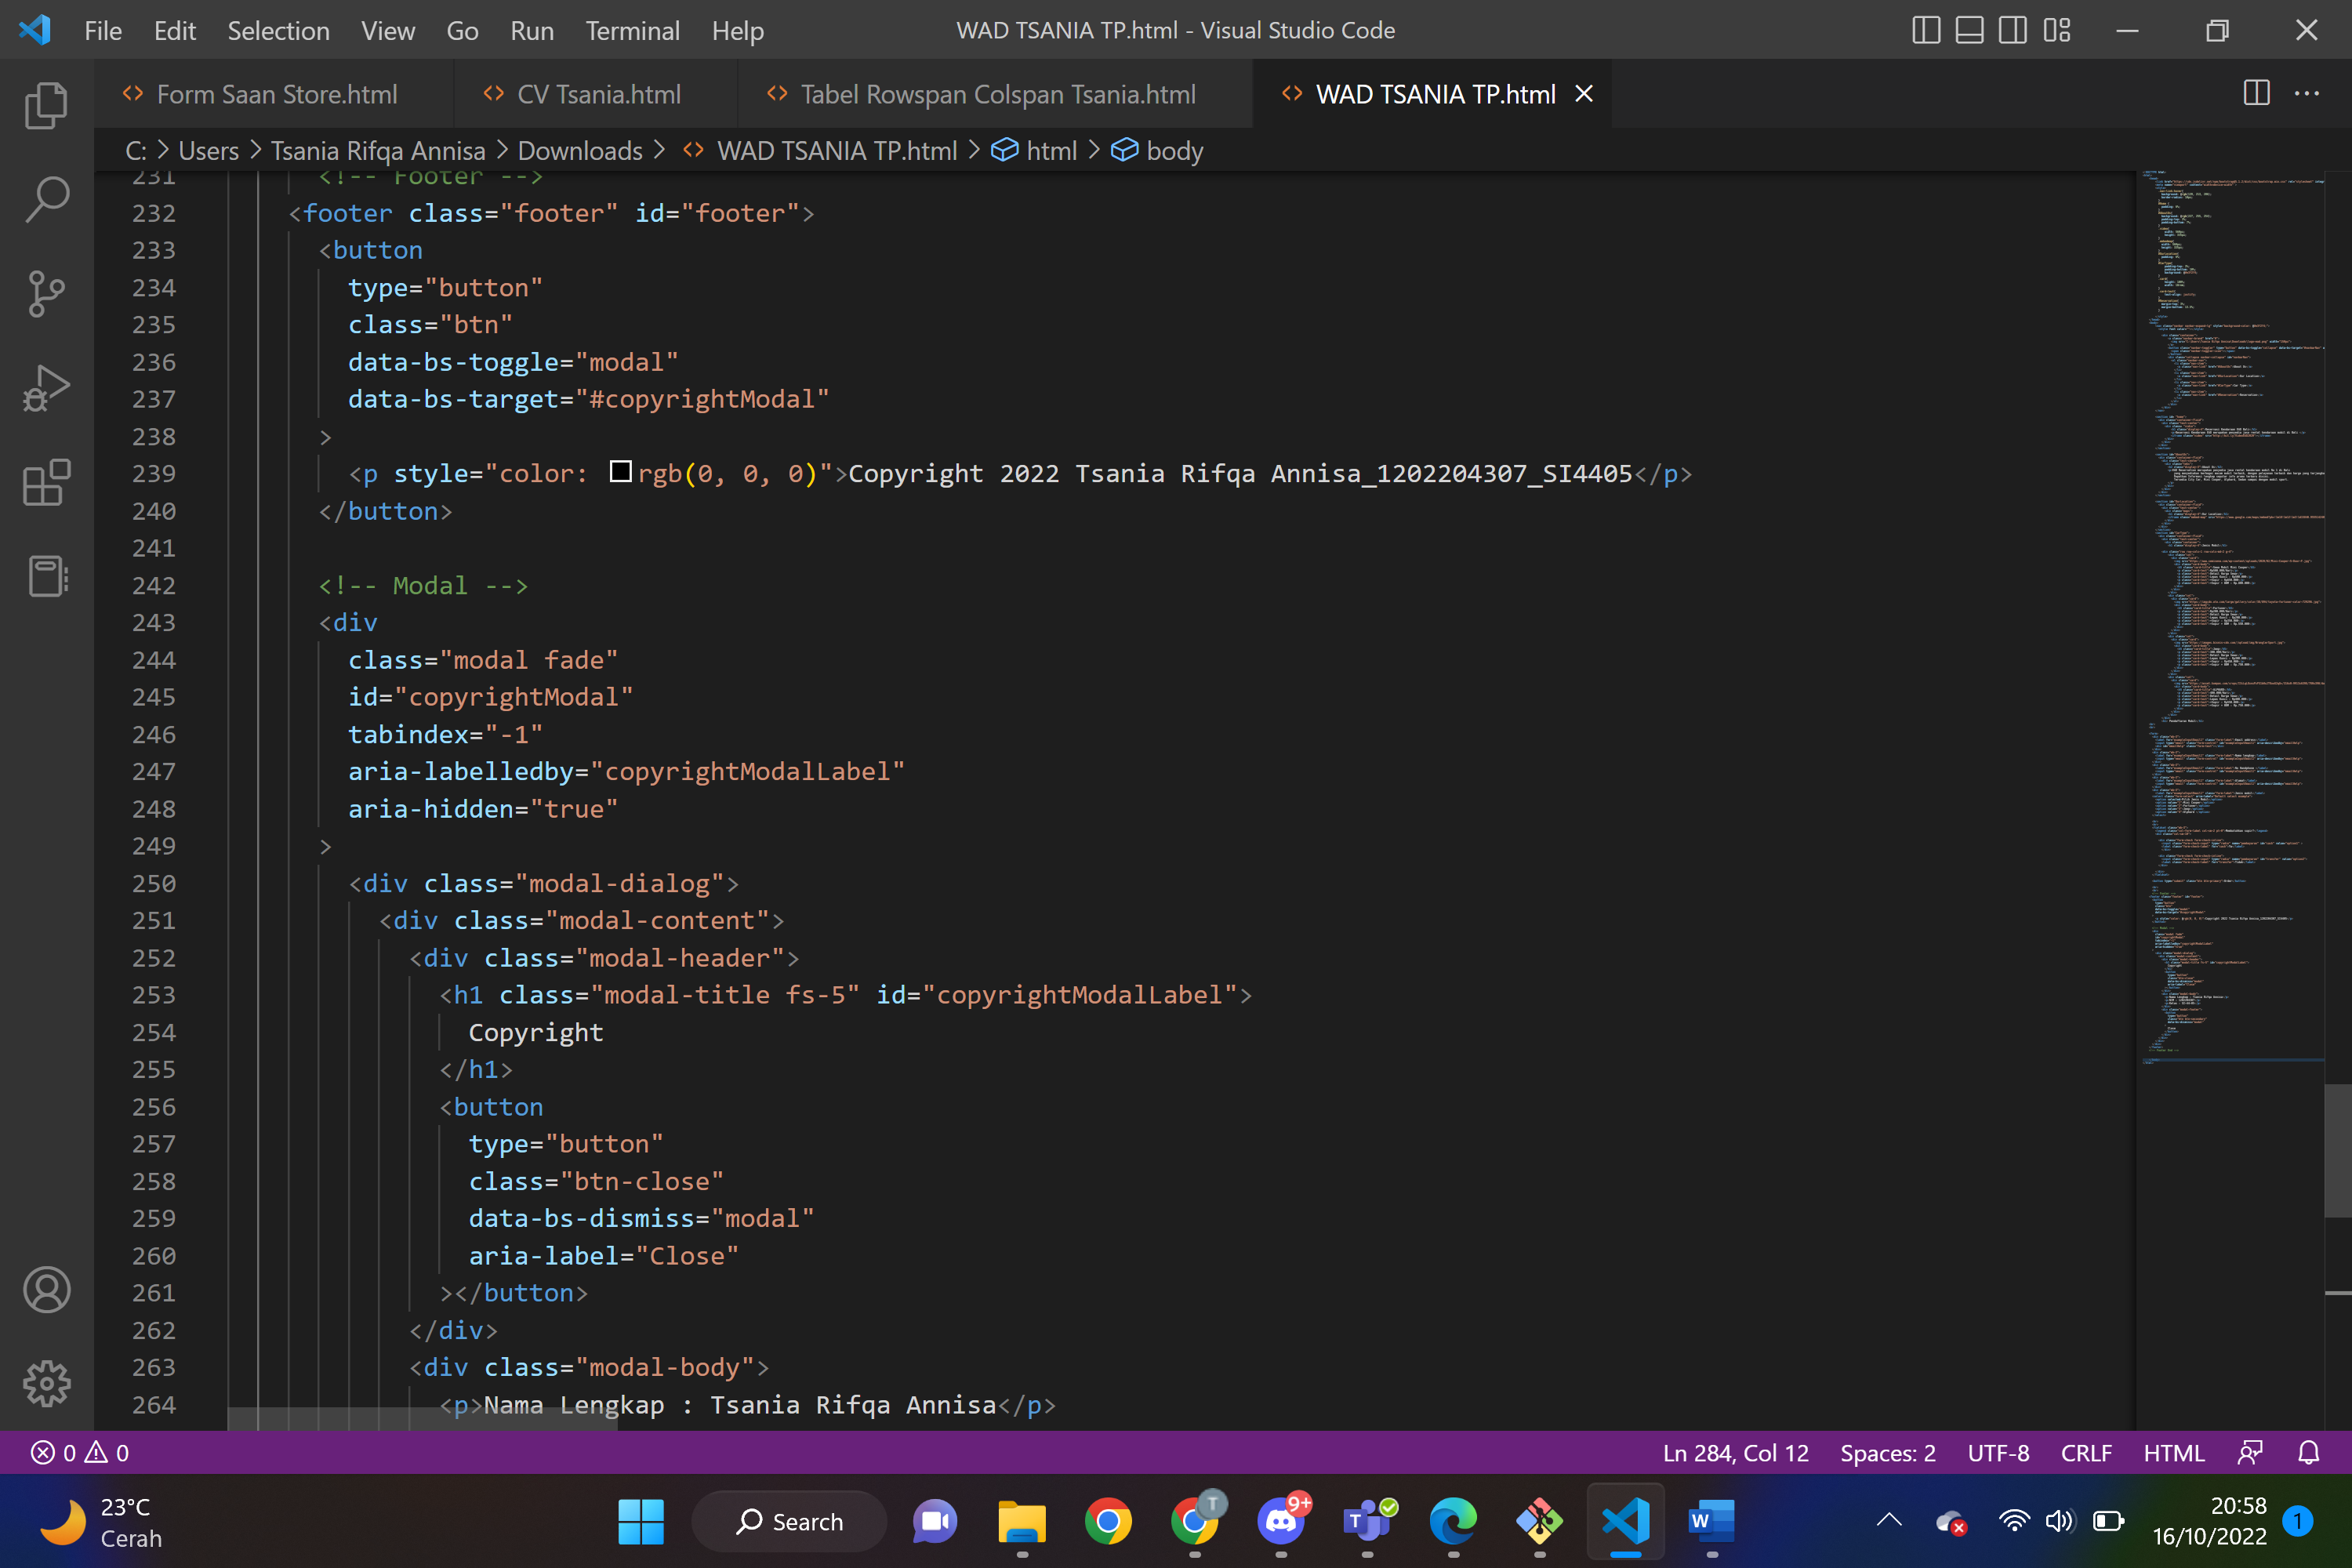 File Edit Selection View Go Run Terminal Help
WAD TSANIA TP.html - Visual Studio Code
Form Saan Store.html
CV Tsania.html
Tabel Rowspan Colspan Tsania.html
WAD TSANIA TP.html
C: > Users > Tsania Rifqa Annisa > Downloads > WAD TSANIA TP.html > html > body
231 <!-- Footer -->
232 <footer class="footer" id="footer">
233 <button
234 type="button"
235 class="btn"
236 data-bs-toggle="modal"
237 data-bs-target="#copyrightModal"
238 >
239 <p style="color: rgb(0, 0, 0)">Copyright 2022 Tsania Rifqa Annisa_1202204307_SI4405</p>
240 </button>
241
242 <!-- Modal -->
243 <div
244 class="modal fade"
245 id="copyrightModal"
246 tabindex="-1"
247 aria-labelledby="copyrightModalLabel"
248 aria-hidden="true"
249 >
250 <div class="modal-dialog">
251 <div class="modal-content">
252 <div class="modal-header">
253 <h1 class="modal-title fs-5" id="copyrightModalLabel">
254 Copyright
255 </h1>
256 <button
257 type="button"
258 class="btn-close"
259 data-bs-dismiss="modal"
260 aria-label="Close"
261 ></button>
262 </div>
263 <div class="modal-body">
264 <p>Nama Lengkap : Tsania Rifqa Annisa</p>
0 0
Ln 284, Col 12 Spaces: 2 UTF-8 CRLF HTML
23°C
Cerah
Search
T
9+
20:58
16/10/2022
1